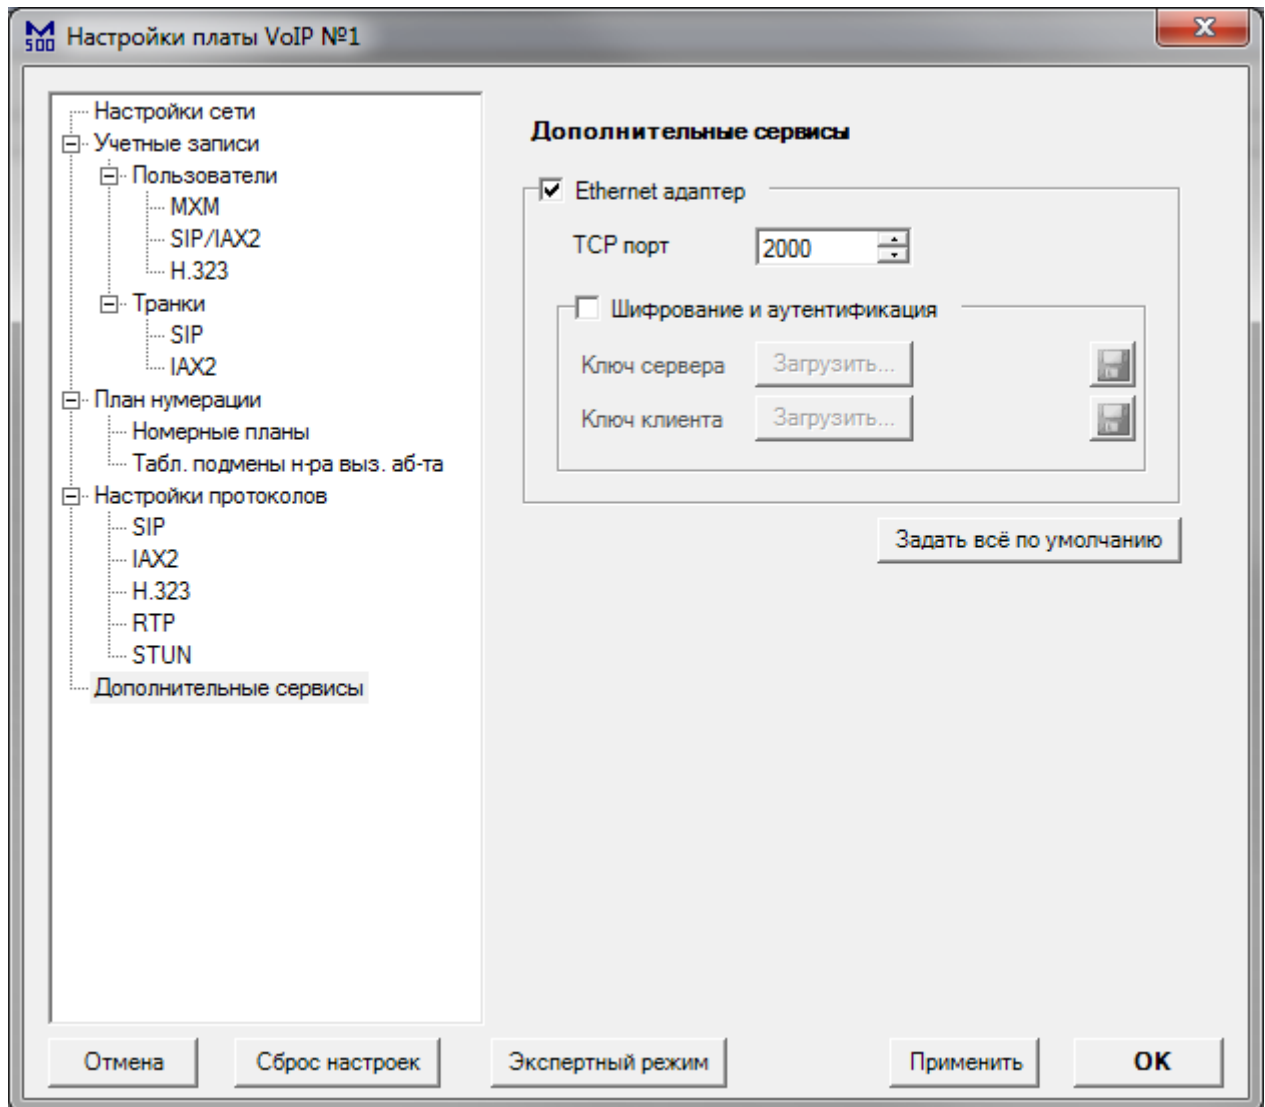 M
500
Настройки платы VoIP №1
Настройки сети
Учетные записи
Пользователи
MXM
SIP/IAX2
H.323
Транки
SIP
IAX2
План нумерации
Номерные планы
Табл. подмены н-ра выз. аб-та
Настройки протоколов
SIP
IAX2
H.323
RTP
STUN
Дополнительные сервисы
Дополнительные сервисы
Ethernet адаптер
TCP порт 2000
Шифрование и аутентификация
Ключ сервера Загрузить...
Ключ клиента Загрузить...
Задать всё по умолчанию
Отмена Сброс настроек Экспертный режим Применить OK